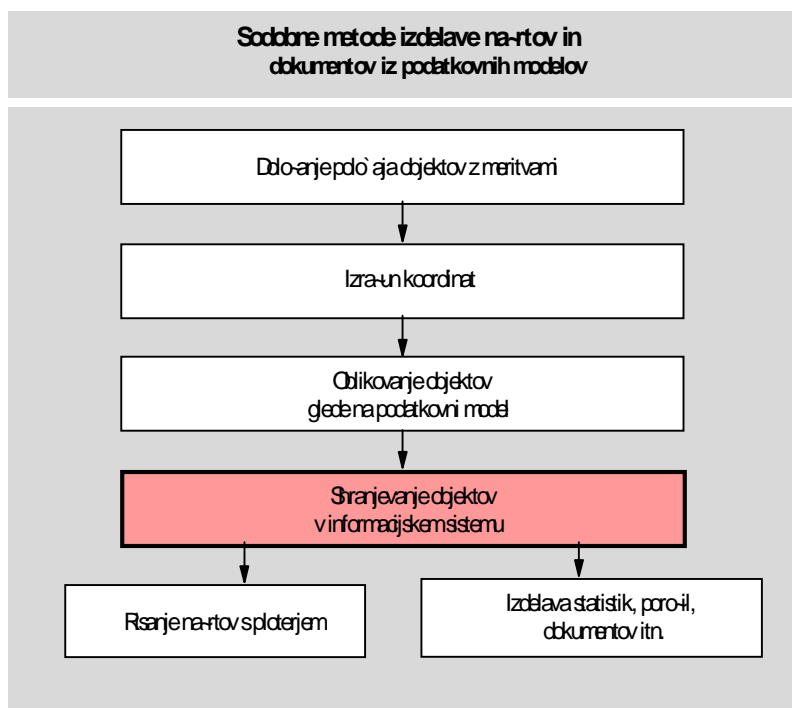 Sodobne metode izdelave na-rtov in
dokumentov iz podatkovnih modelov
Dolo-anje polo`aja objektov z meritvami
Izra-un koordinat
Oblikovanje objektov
glede na podatkovni model
Shranjevanje objektov
v informacijskem sistemu
Risanje na-rtov s ploterjem
Izdelava statistik, poro-il,
dokumentov itn.